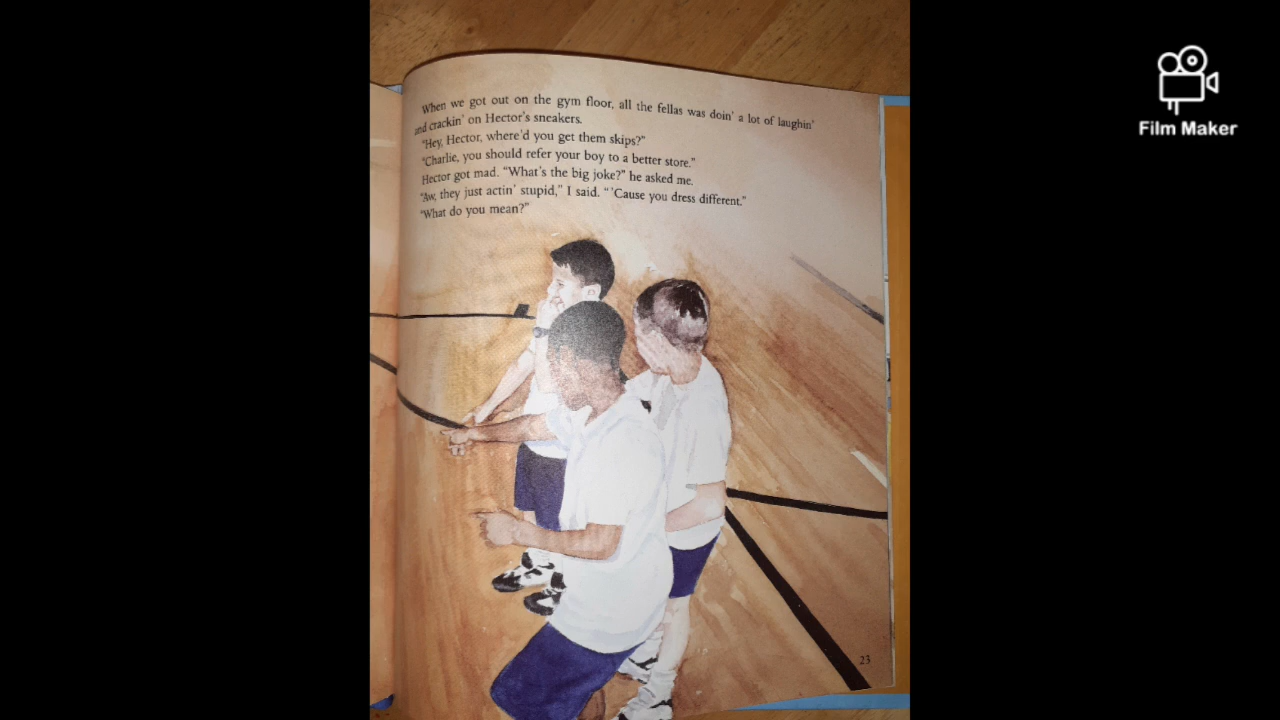 When we got out on the gym floor, all the fellas was doin' a lot of laughin'
and crackin' on Hector's sneakers.
"Hey, Hector, where'd you get them skips?"
"Charlie, you should refer your boy to a better store."
Hector got mad. "What's the big joke?" he asked me.
"Aw, they just actin' stupid," I said. "'Cause you dress different."
"What do you mean?"
23
Film Maker